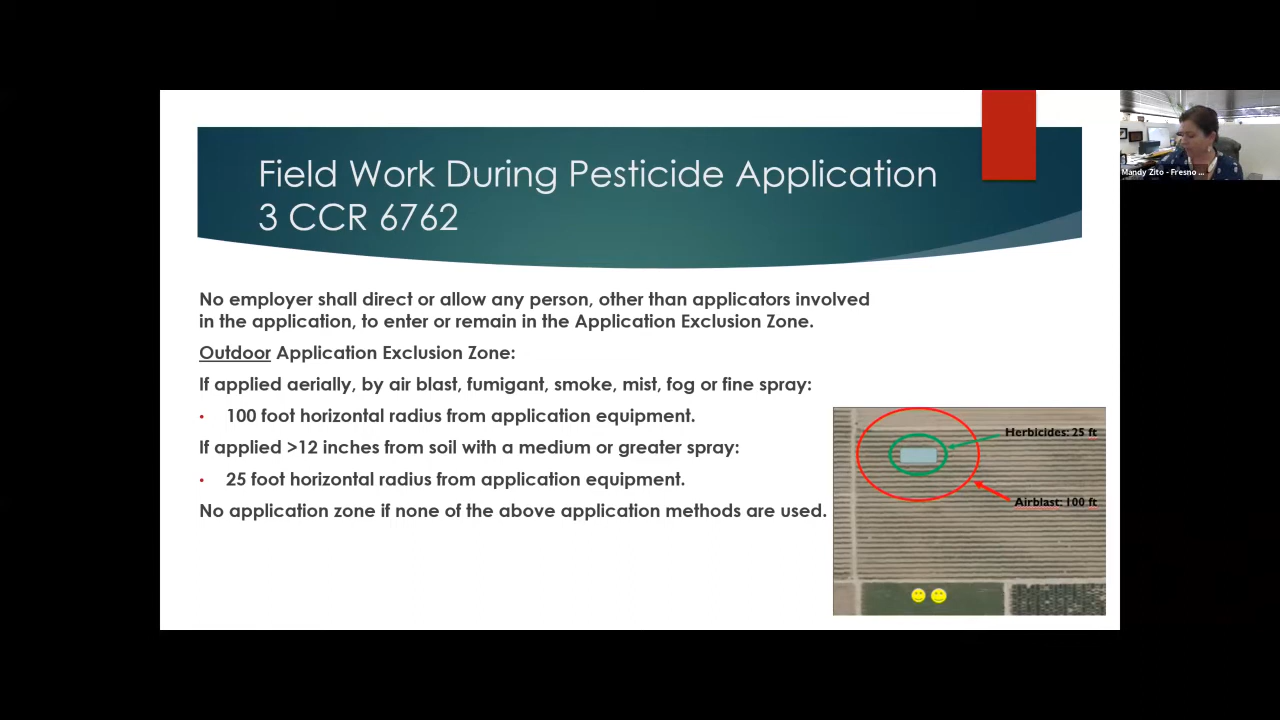 Field Work During Pesticide Application
3 CCR 6762
Mandy Zito - Fresno ...
No employer shall direct or allow any person, other than applicators involved
in the application, to enter or remain in the Application Exclusion Zone.
Outdoor Application Exclusion Zone:
If applied aerially, by air blast, fumigant, smoke, mist, fog or fine spray:
• 100 foot horizontal radius from application equipment.
If applied >12 inches from soil with a medium or greater spray:
• 25 foot horizontal radius from application equipment.
No application zone if none of the above application methods are used.
Herbicides: 25 ft
Airblast: 100 ft